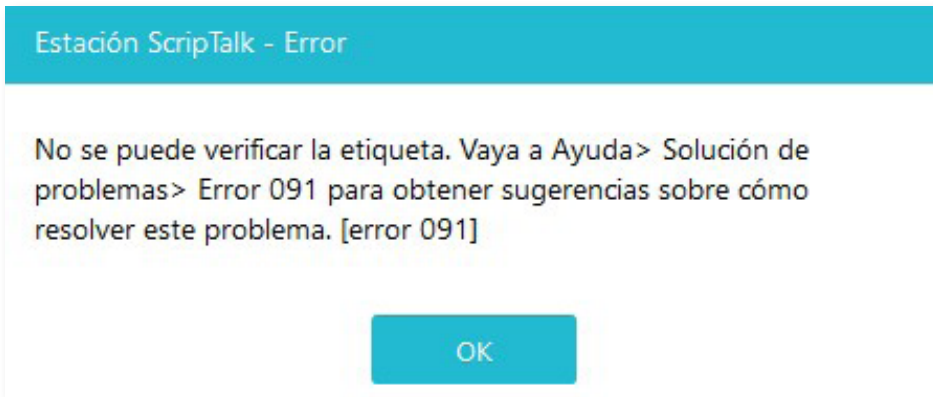 Estación ScripTalk - Error
No se puede verificar la etiqueta. Vaya a Ayuda> Solución de
problemas> Error 091 para obtener sugerencias sobre cómo
resolver este problema. [error 091]
OK